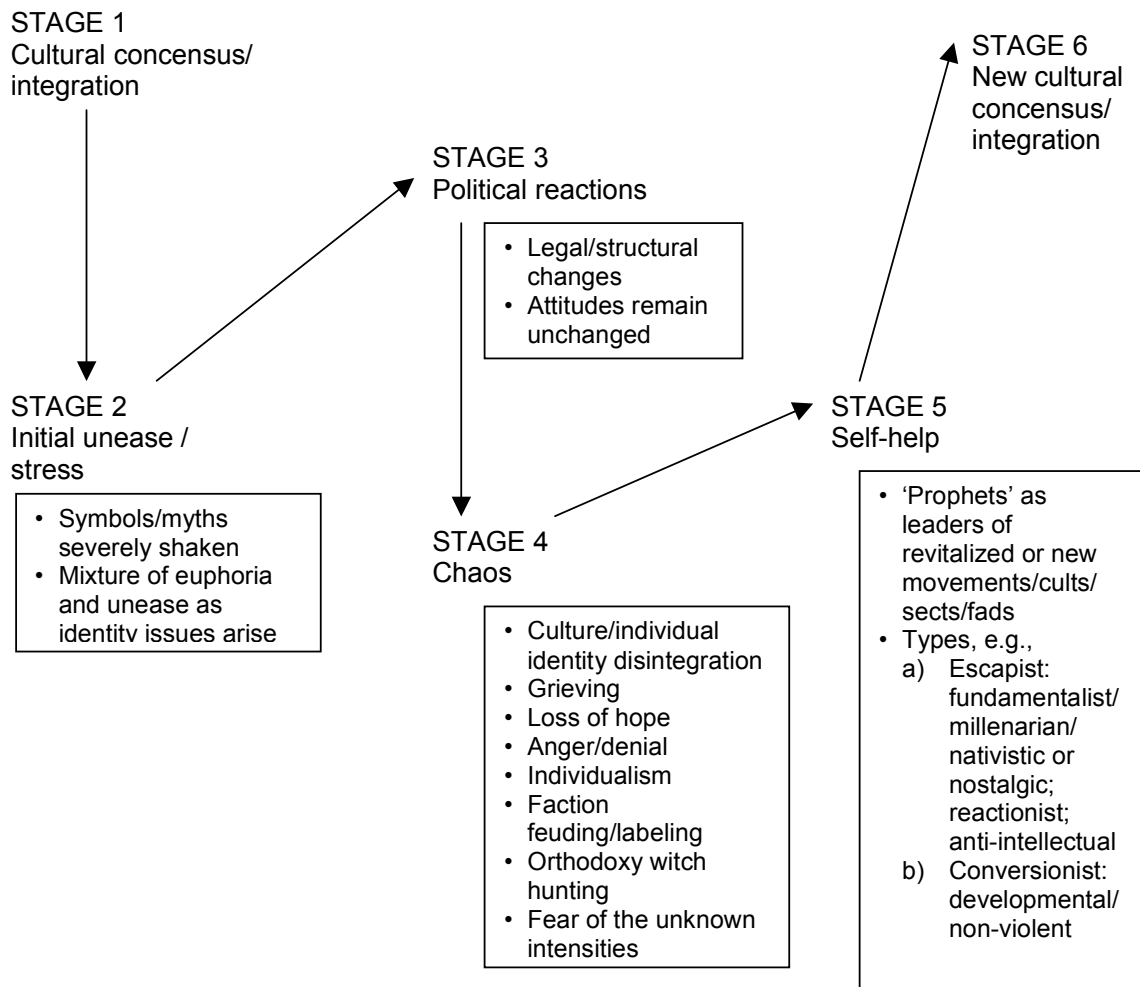 STAGE 1
Cultural concensus/
integration
STAGE 2
Initial unease /
stress
• Symbols/myths
severely shaken
• Mixture of euphoria
and unease as
identity issues arise
STAGE 3
Political reactions
• Legal/structural
changes
• Attitudes remain
unchanged
STAGE 4
Chaos
• Culture/individual
identity disintegration
• Grieving
• Loss of hope
• Anger/denial
• Individualism
• Faction
feuding/labeling
• Orthodoxy witch
hunting
• Fear of the unknown
intensities
STAGE 5
Self-help
• ‘Prophets’ as
leaders of
revitalized or new
movements/cults/
sects/fads
• Types, e.g.,
a) Escapist:
fundamentalist/
millenarian/
nativistic or
nostalgic;
reactionist;
anti-intellectual
b) Conversionist:
developmental/
non-violent
STAGE 6
New cultural
concensus/
integration